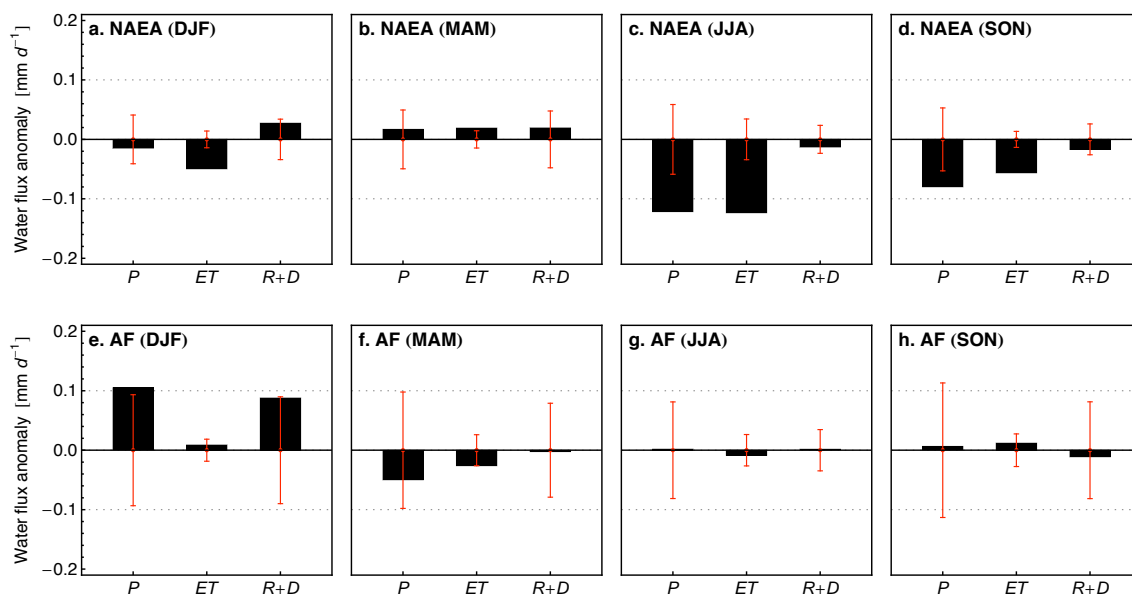 a. NAEA (DJF)
b. NAEA (MAM)
c. NAEA (JJA)
d. NAEA (SON)
Water flux anomaly [mm d⁻¹]
0.2
0.1
0.0
−0.1
−0.2
P ET R+D
P ET R+D
P ET R+D
P ET R+D
e. AF (DJF)
f. AF (MAM)
g. AF (JJA)
h. AF (SON)
Water flux anomaly [mm d⁻¹]
0.2
0.1
0.0
−0.1
−0.2
P ET R+D
P ET R+D
P ET R+D
P ET R+D